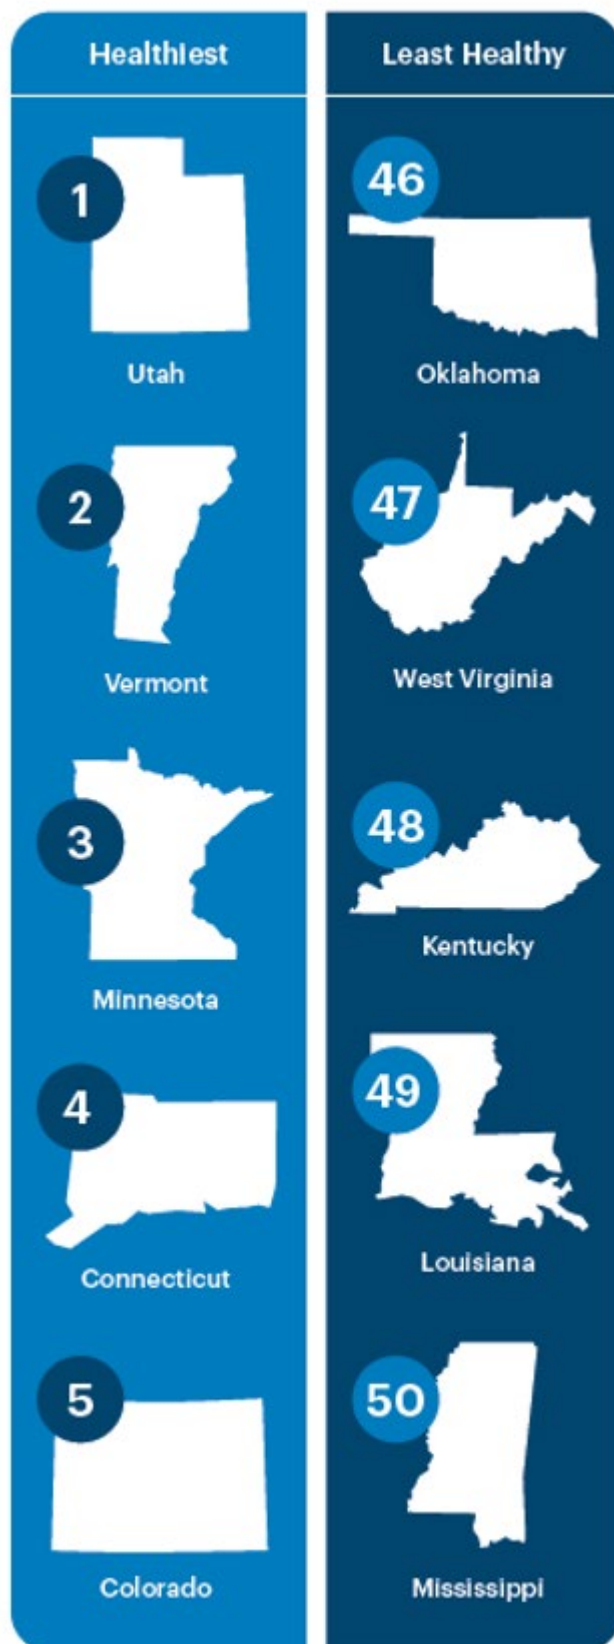 Healthiest
1
Utah
2
Vermont
3
Minnesota
4
Connecticut
5
Colorado
Least Healthy
46
Oklahoma
47
West Virginia
48
Kentucky
49
Louisiana
50
Mississippi